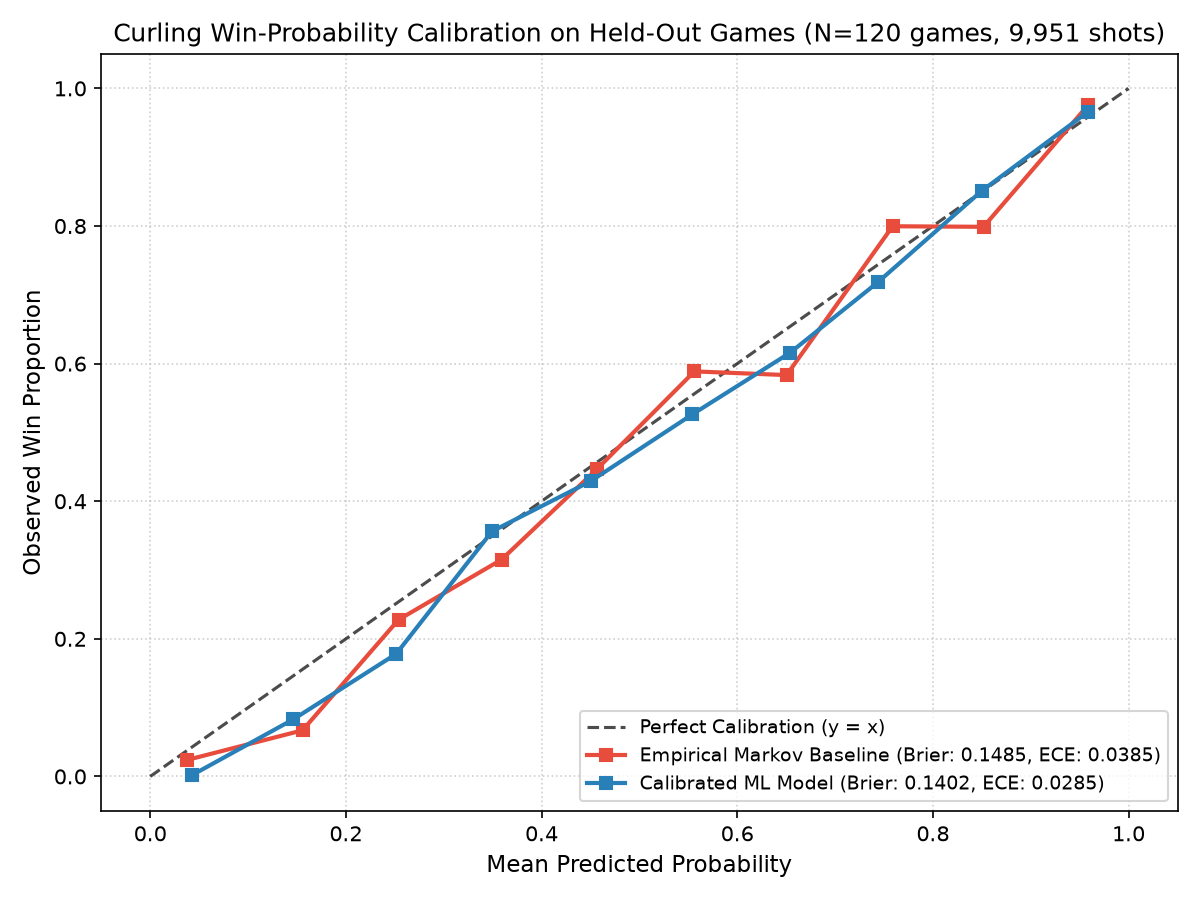 Curling Win-Probability Calibration on Held-Out Games (N=120 games, 9,951 shots)
1.0
0.8
0.6
0.4
0.2
0.0
Observed Win Proportion
Perfect Calibration (y = x)
Empirical Markov Baseline (Brier: 0.1485, ECE: 0.0385)
Calibrated ML Model (Brier: 0.1402, ECE: 0.0285)
0.0 0.2 0.4 0.6 0.8 1.0
Mean Predicted Probability